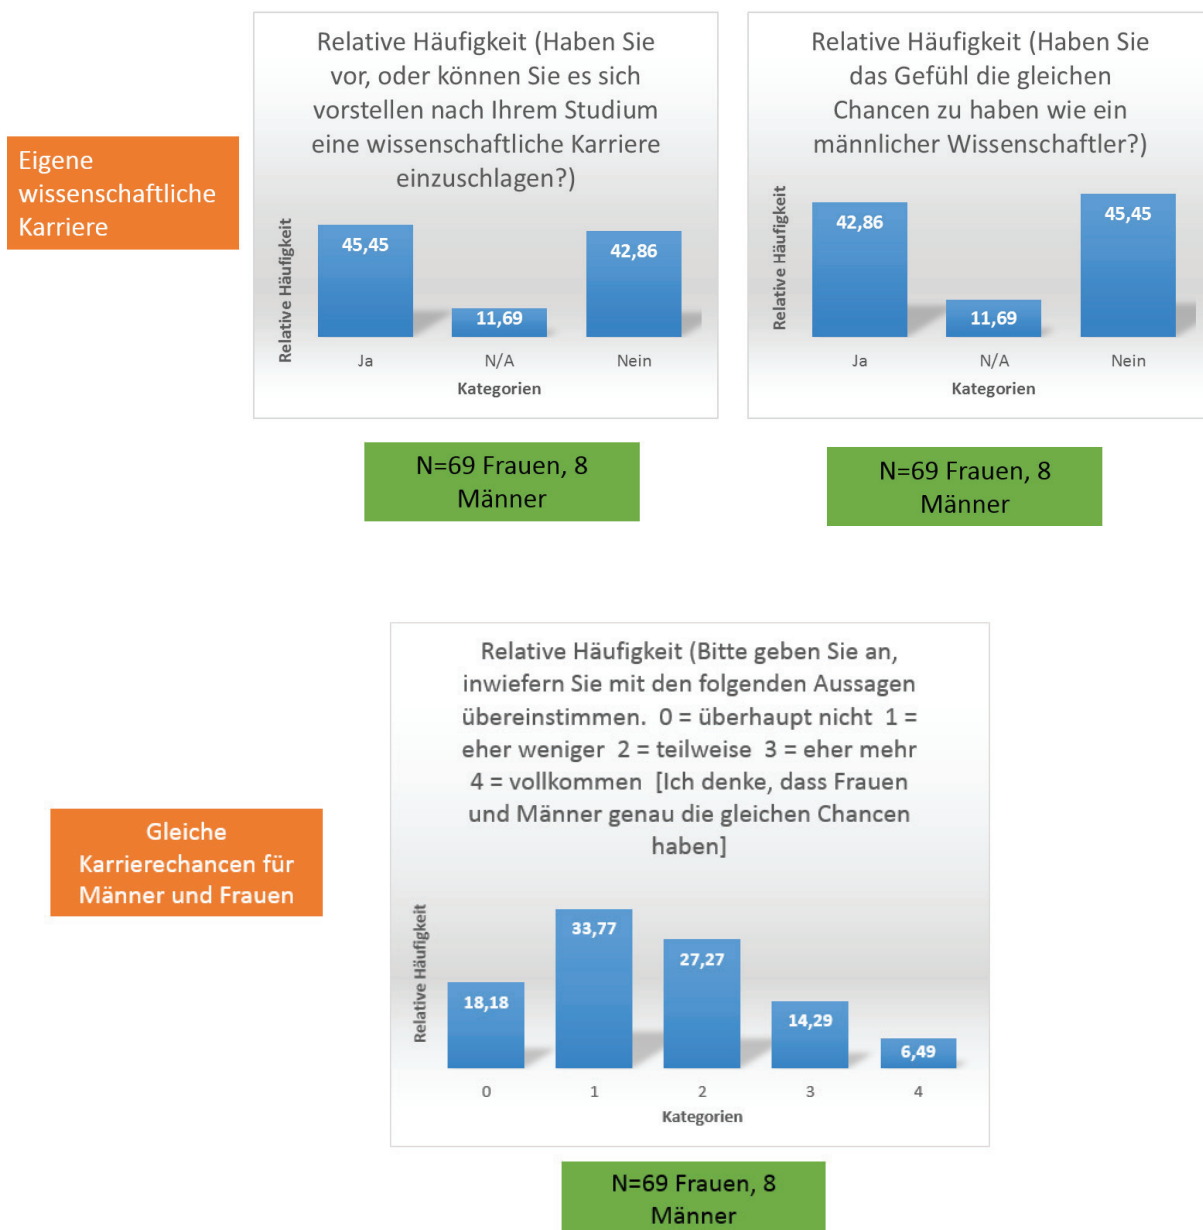 Eigene
wissenschaftliche
Karriere
Relative Häufigkeit (Haben Sie
vor, oder können Sie es sich
vorstellen nach Ihrem Studium
eine wissenschaftliche Karriere
einzuschlagen?)
Relative Häufigkeit
45,45
11,69
42,86
Ja
N/A
Nein
Kategorien
N=69 Frauen, 8
Männer
Relative Häufigkeit (Haben Sie
das Gefühl die gleichen
Chancen zu haben wie ein
männlicher Wissenschaftler?)
Relative Häufigkeit
42,86
11,69
45,45
Ja
N/A
Nein
Kategorien
N=69 Frauen, 8
Männer
Gleiche
Karrierechancen für
Männer und Frauen
Relative Häufigkeit (Bitte geben Sie an,
inwiefern Sie mit den folgenden Aussagen
übereinstimmen.  0 = überhaupt nicht  1 =
eher weniger  2 = teilweise  3 = eher mehr
4 = vollkommen  [Ich denke, dass Frauen
und Männer genau die gleichen Chancen
haben]
Relative Häufigkeit
18,18
33,77
27,27
14,29
6,49
0
1
2
3
4
Kategorien
N=69 Frauen, 8
Männer